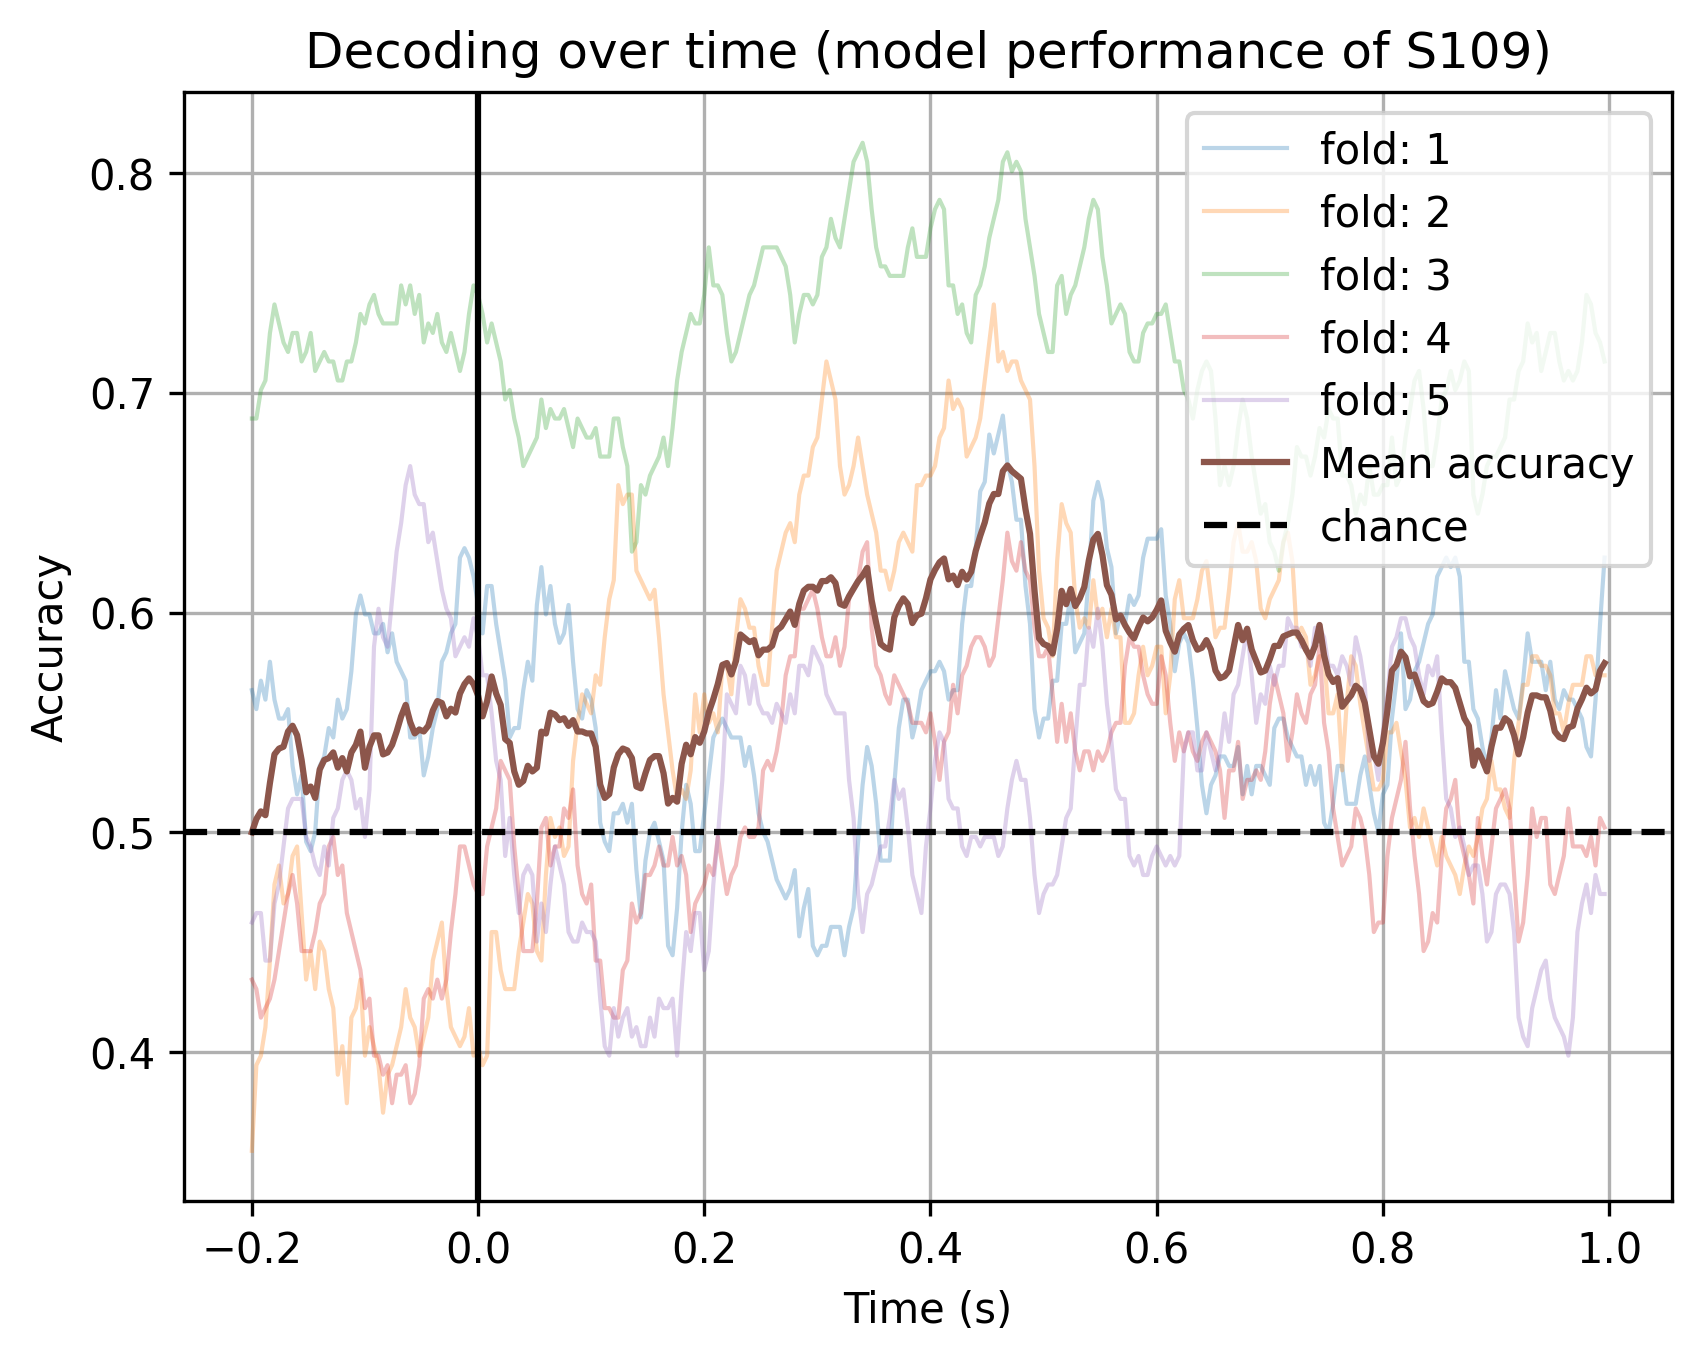 Decoding over time (model performance of S109)
fold: 1
fold: 2
fold: 3
fold: 4
fold: 5
Mean accuracy
chance
Accuracy
0.8
0.7
0.6
0.5
0.4
−0.2 0.0 0.2 0.4 0.6 0.8 1.0
Time (s)